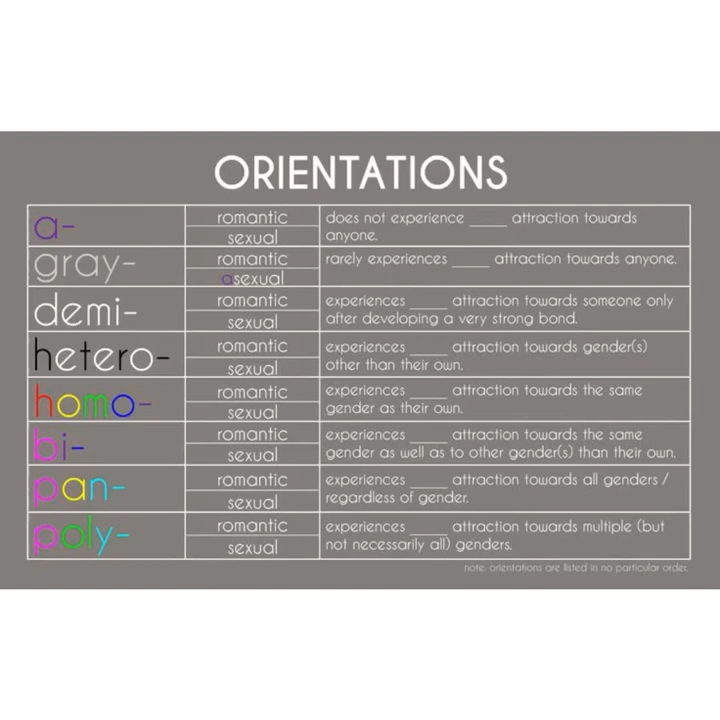 ORIENTATIONS
a-
romantic
sexual
does not experience _____ attraction towards
anyone.
gray-
romantic
asexual
rarely experiences _____ attraction towards anyone.
demi-
romantic
sexual
experiences _____ attraction towards someone only
after developing a very strong bond.
hetero-
romantic
sexual
experiences _____ attraction towards gender(s)
other than their own.
homo-
romantic
sexual
experiences _____ attraction towards the same
gender as their own.
bi-
romantic
sexual
experiences _____ attraction towards the same
gender as well as to other gender(s) than their own.
pan-
romantic
sexual
experiences _____ attraction towards all genders /
regardless of gender.
poly-
romantic
sexual
experiences _____ attraction towards multiple (but
not necessarily all) genders.
note: orientations are listed in no particular order.